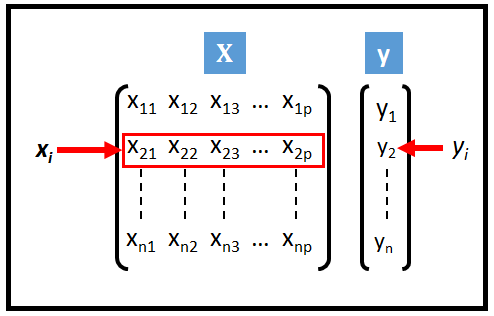 X y
x11 x12 x13 ... x1p y1
xi x21 x22 x23 ... x2p y2 yi
xn1 xn2 xn3 ... xnp yn